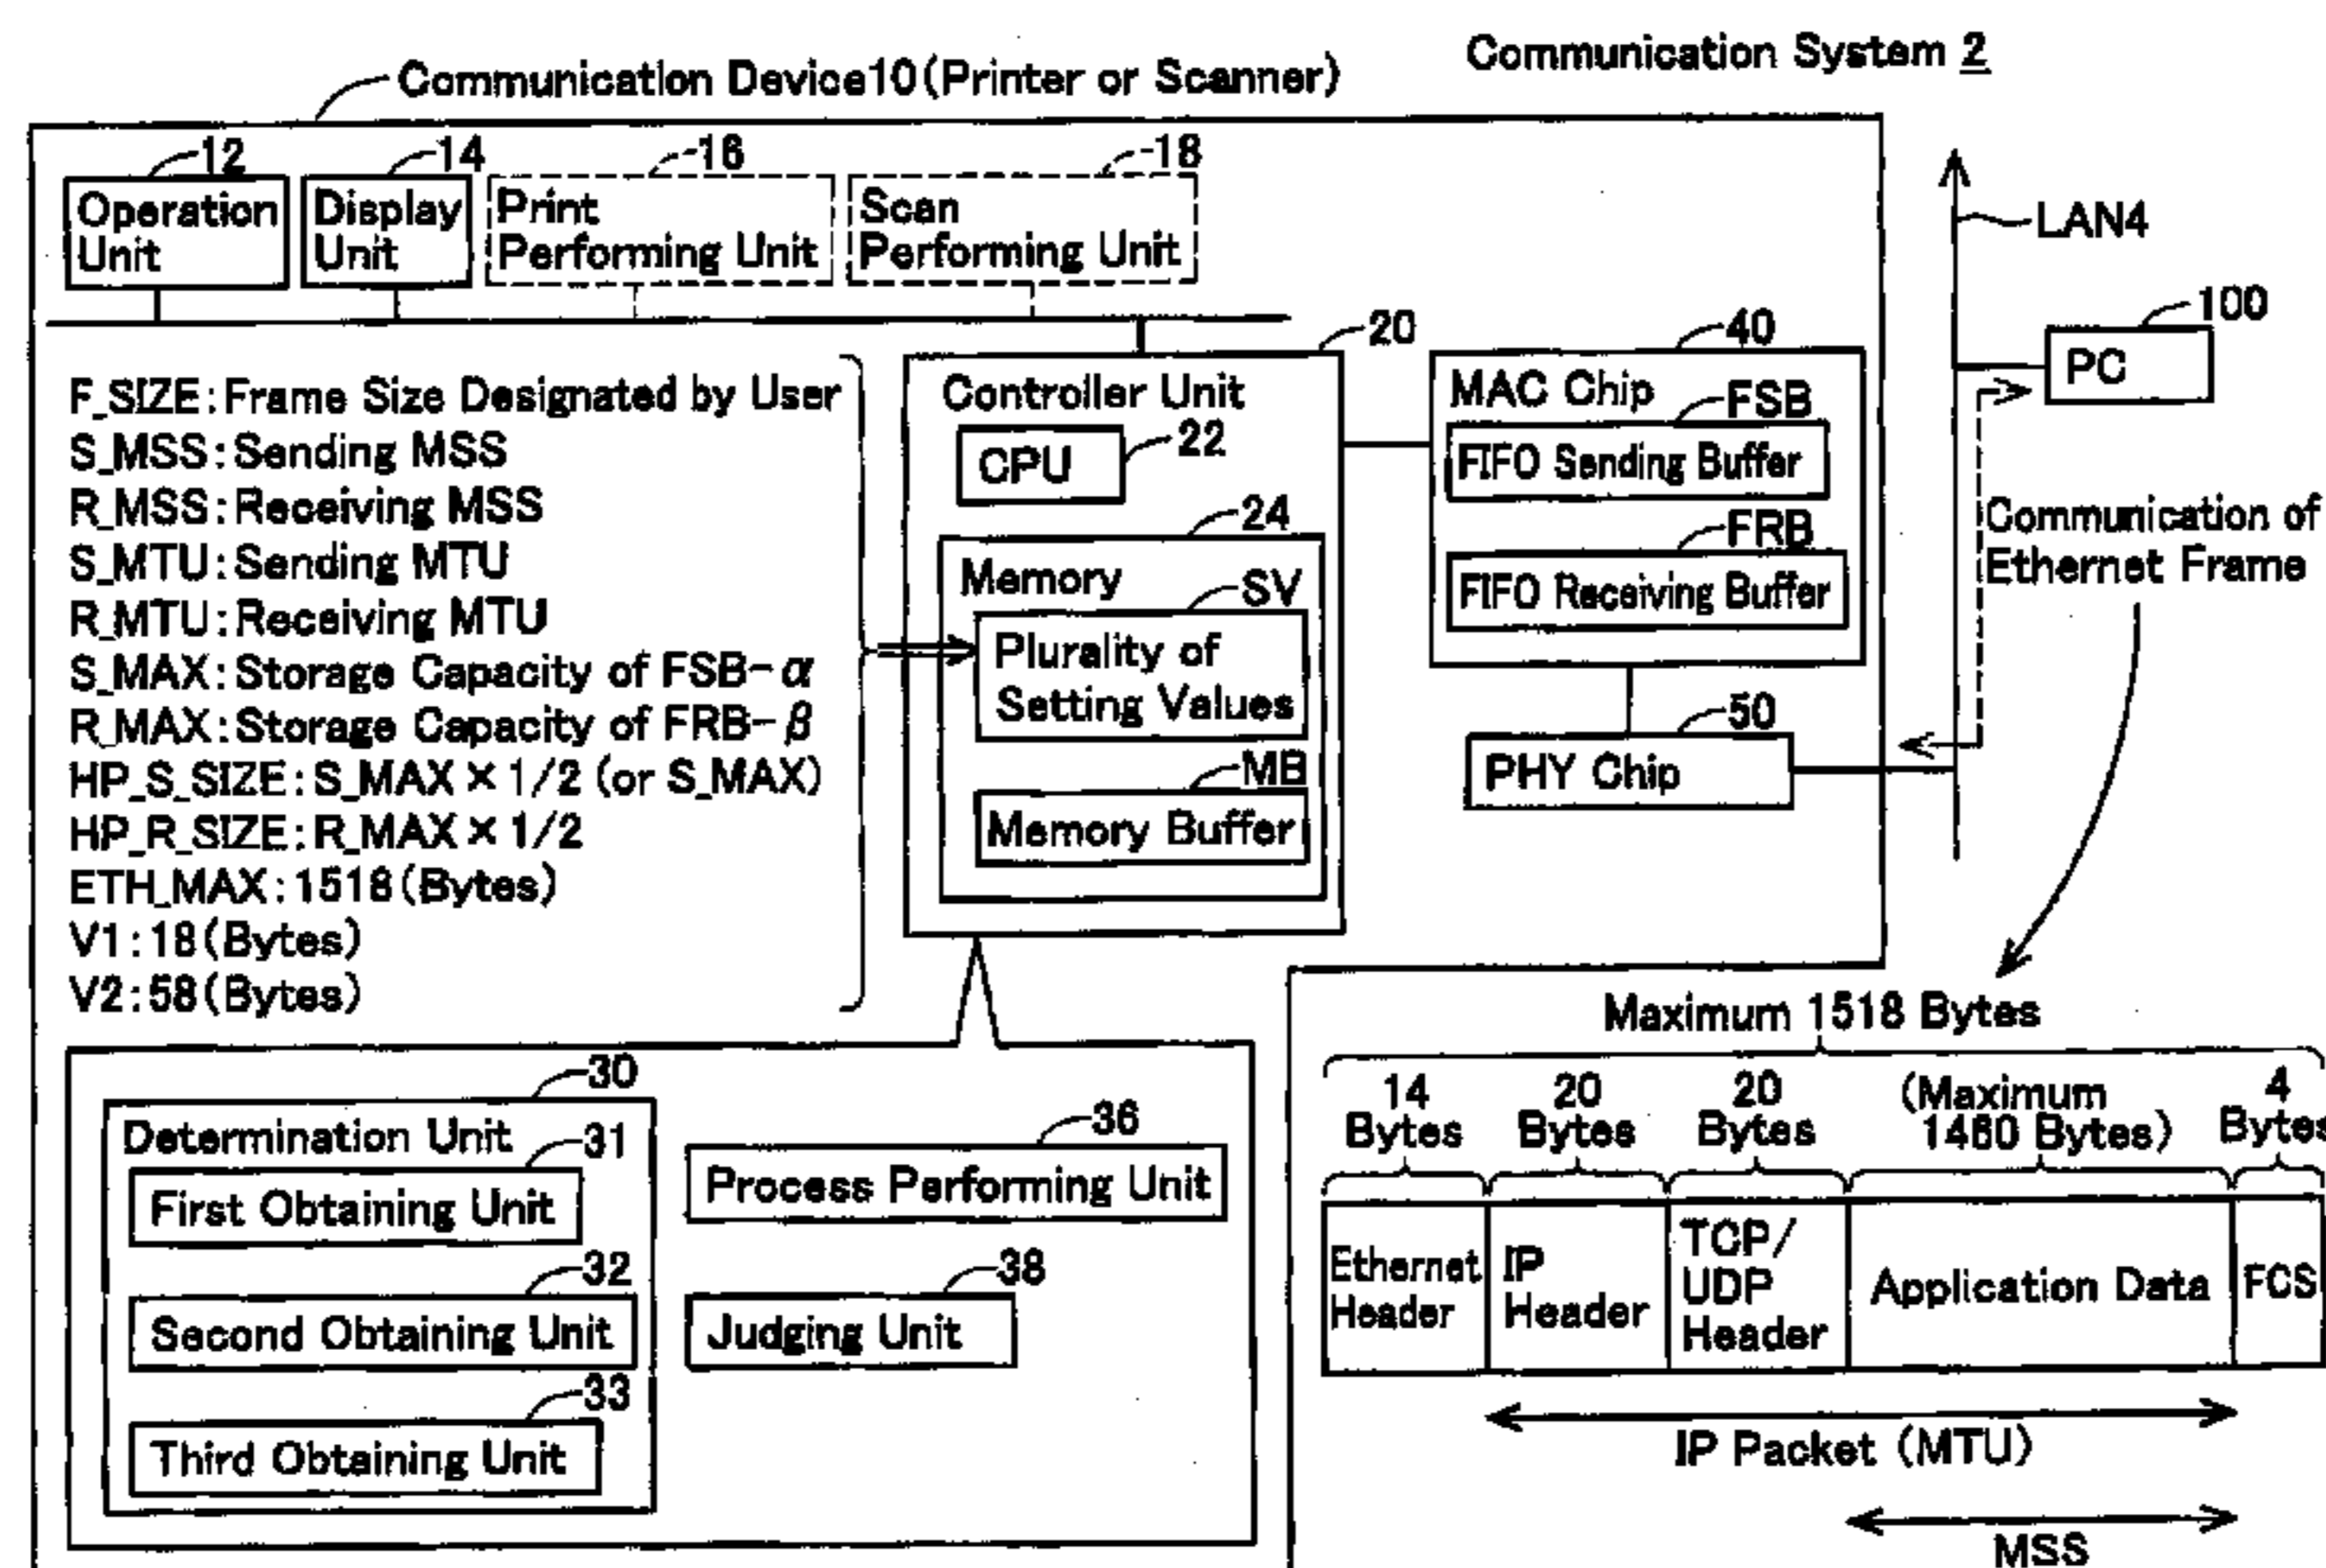 Communication System 2
Communication Device10(Printer or Scanner)
12
14
16
18
Operation
Unit
Display
Unit
Print
Performing Unit
Scan
Performing Unit
LAN4
100
PC
20
40
Controller Unit
CPU
22
MAC Chip
FSB
FIFO Sending Buffer
FRB
FIFO Receiving Buffer
24
Memory
SV
Plurality of
Setting Values
MB
Memory Buffer
50
PHY Chip
Communication of
Ethernet Frame
F_SIZE:Frame Size Designated by User
S_MSS:Sending MSS
R_MSS:Receiving MSS
S_MTU:Sending MTU
R_MTU:Receiving MTU
S_MAX:Storage Capacity of FSB-α
R_MAX:Storage Capacity of FRB-β
HP_S_SIZE:S_MAX×1/2 (or S_MAX)
HP_R_SIZE:R_MAX×1/2
ETH_MAX:1518(Bytes)
V1:18(Bytes)
V2:58(Bytes)
30
Determination Unit
31
First Obtaining Unit
32
Second Obtaining Unit
33
Third Obtaining Unit
36
Process Performing Unit
38
Judging Unit
Maximum 1518 Bytes
14
Bytes
20
Bytes
20
Bytes
(Maximum
1460 Bytes)
4
Bytes
Ethernet
Header
IP
Header
TCP/
UDP
Header
Application Data
FCS
IP Packet (MTU)
MSS